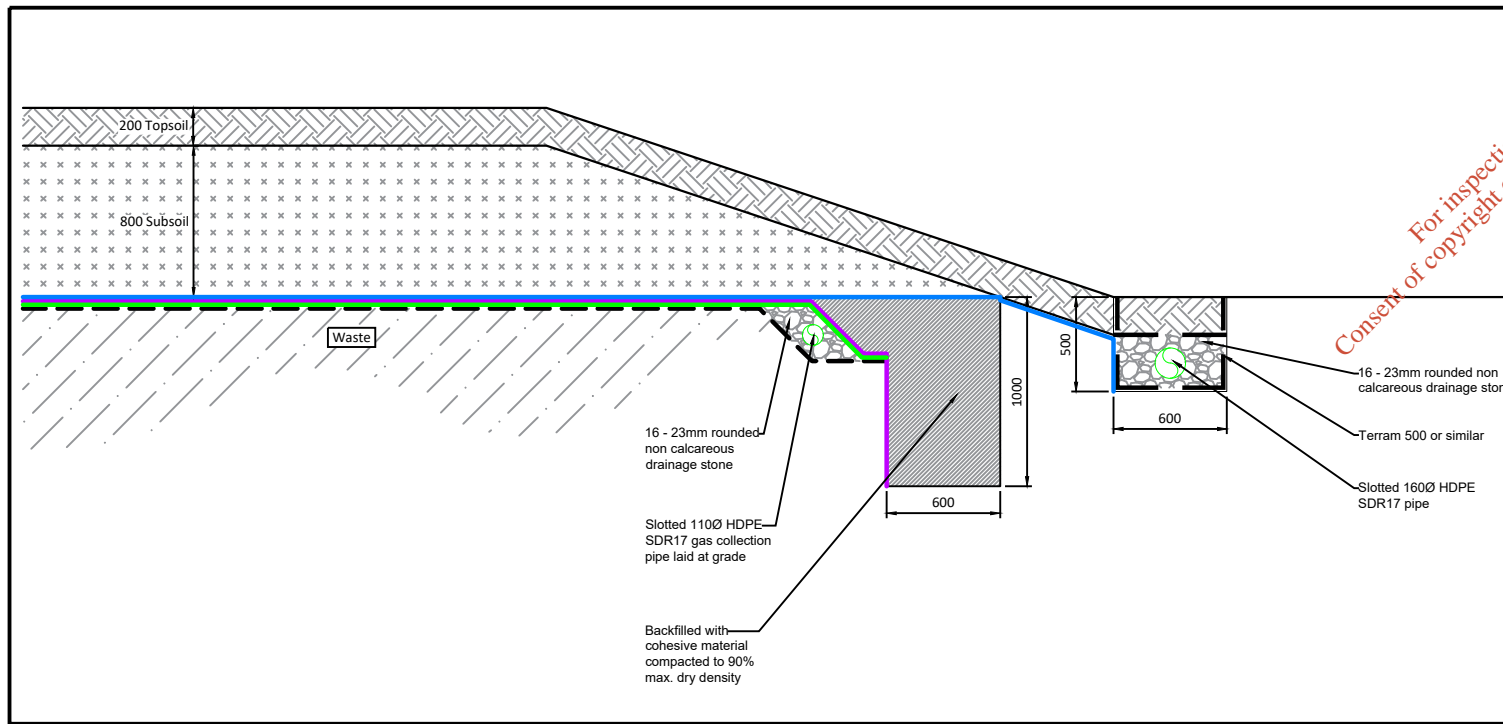 200 Topsoil
800 Subsoil
Waste
16 - 23mm rounded
non calcareous
drainage stone
Slotted 110Ø HDPE
SDR17 gas collection
pipe laid at grade
Backfilled with
cohesive material
compacted to 90%
max. dry density
600
1000
500
600
16 - 23mm rounded non
calcareous drainage
Terram 500 or similar
Slotted 160Ø HDPE
SDR17 pipe
For
Consent of copyright